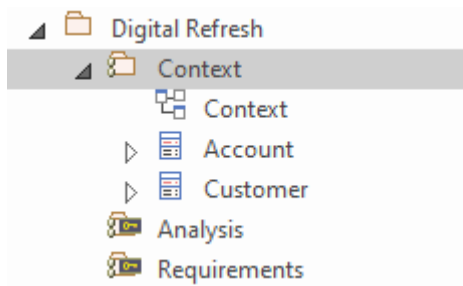 Digital Refresh
Context
Context
Account
Customer
Analysis
Requirements